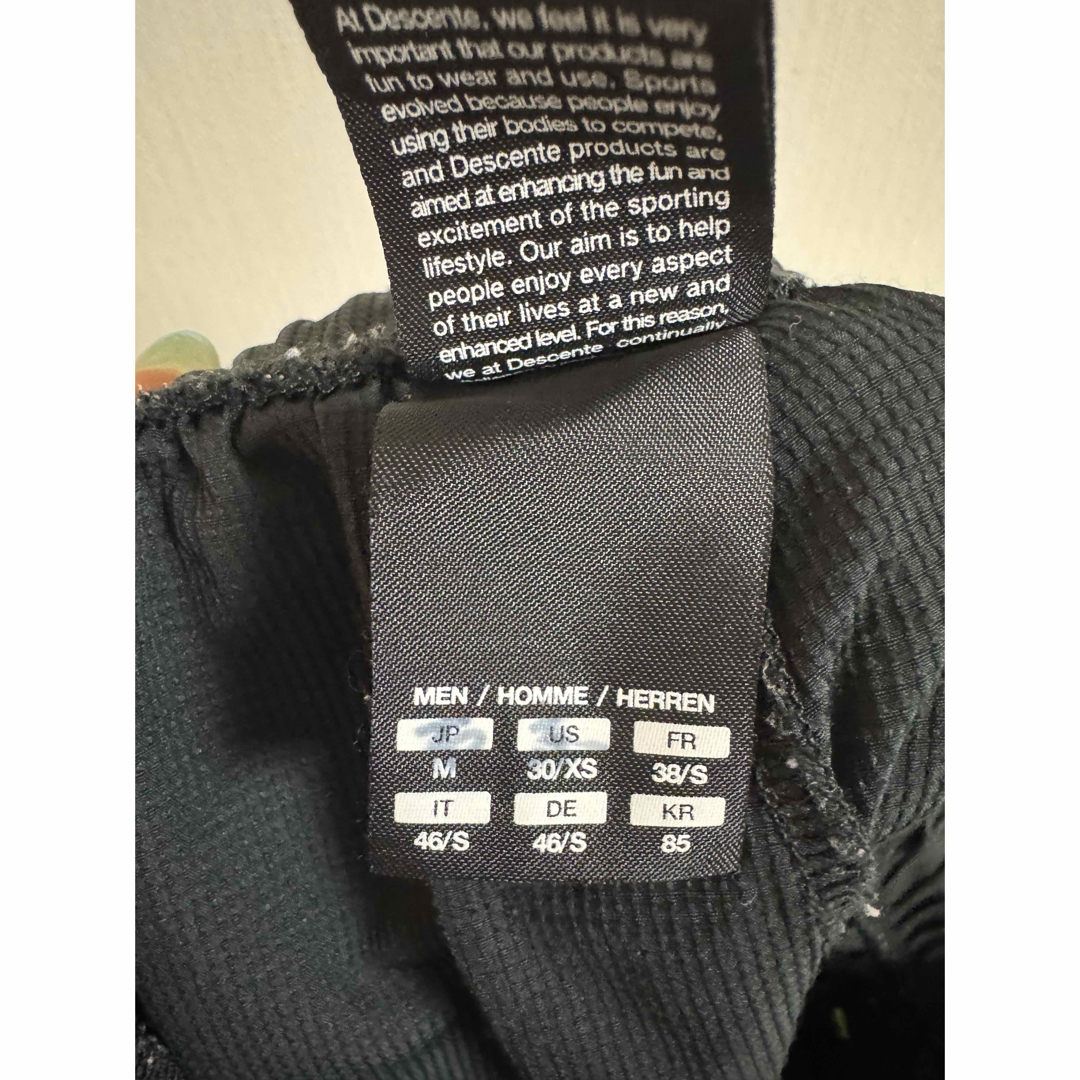 At Descente, we feel it is very
important that our products are
fun to wear and use. Sports
evolved because people enjoy
using their bodies to compete,
and Descente products are
aimed at enhancing the fun and
excitement of the sporting
lifestyle. Our aim is to help
people enjoy every aspect
of their lives at a new and
enhanced level. For this reason,
we at Descente continually
MEN / HOMME / HERREN
JP US FR
M 30/XS 38/S
IT DE KR
46/S 46/S 85